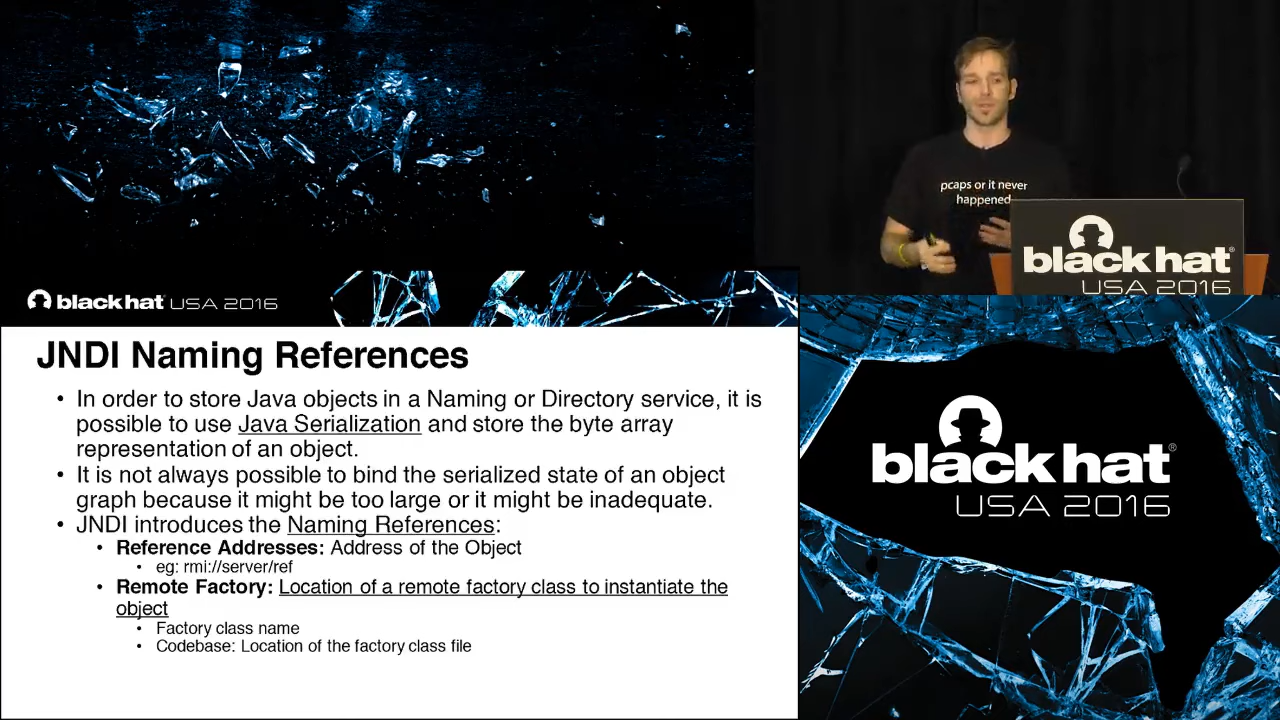 pcaps or it never
happened
black hat®
USA 2016
black hat USA 2016
JNDI Naming References
• In order to store Java objects in a Naming or Directory service, it is
possible to use Java Serialization and store the byte array
representation of an object.
• It is not always possible to bind the serialized state of an object
graph because it might be too large or it might be inadequate.
• JNDI introduces the Naming References:
• Reference Addresses: Address of the Object
• eg: rmi://server/ref
• Remote Factory: Location of a remote factory class to instantiate the
object
• Factory class name
• Codebase: Location of the factory class file
black hat®
USA 2016